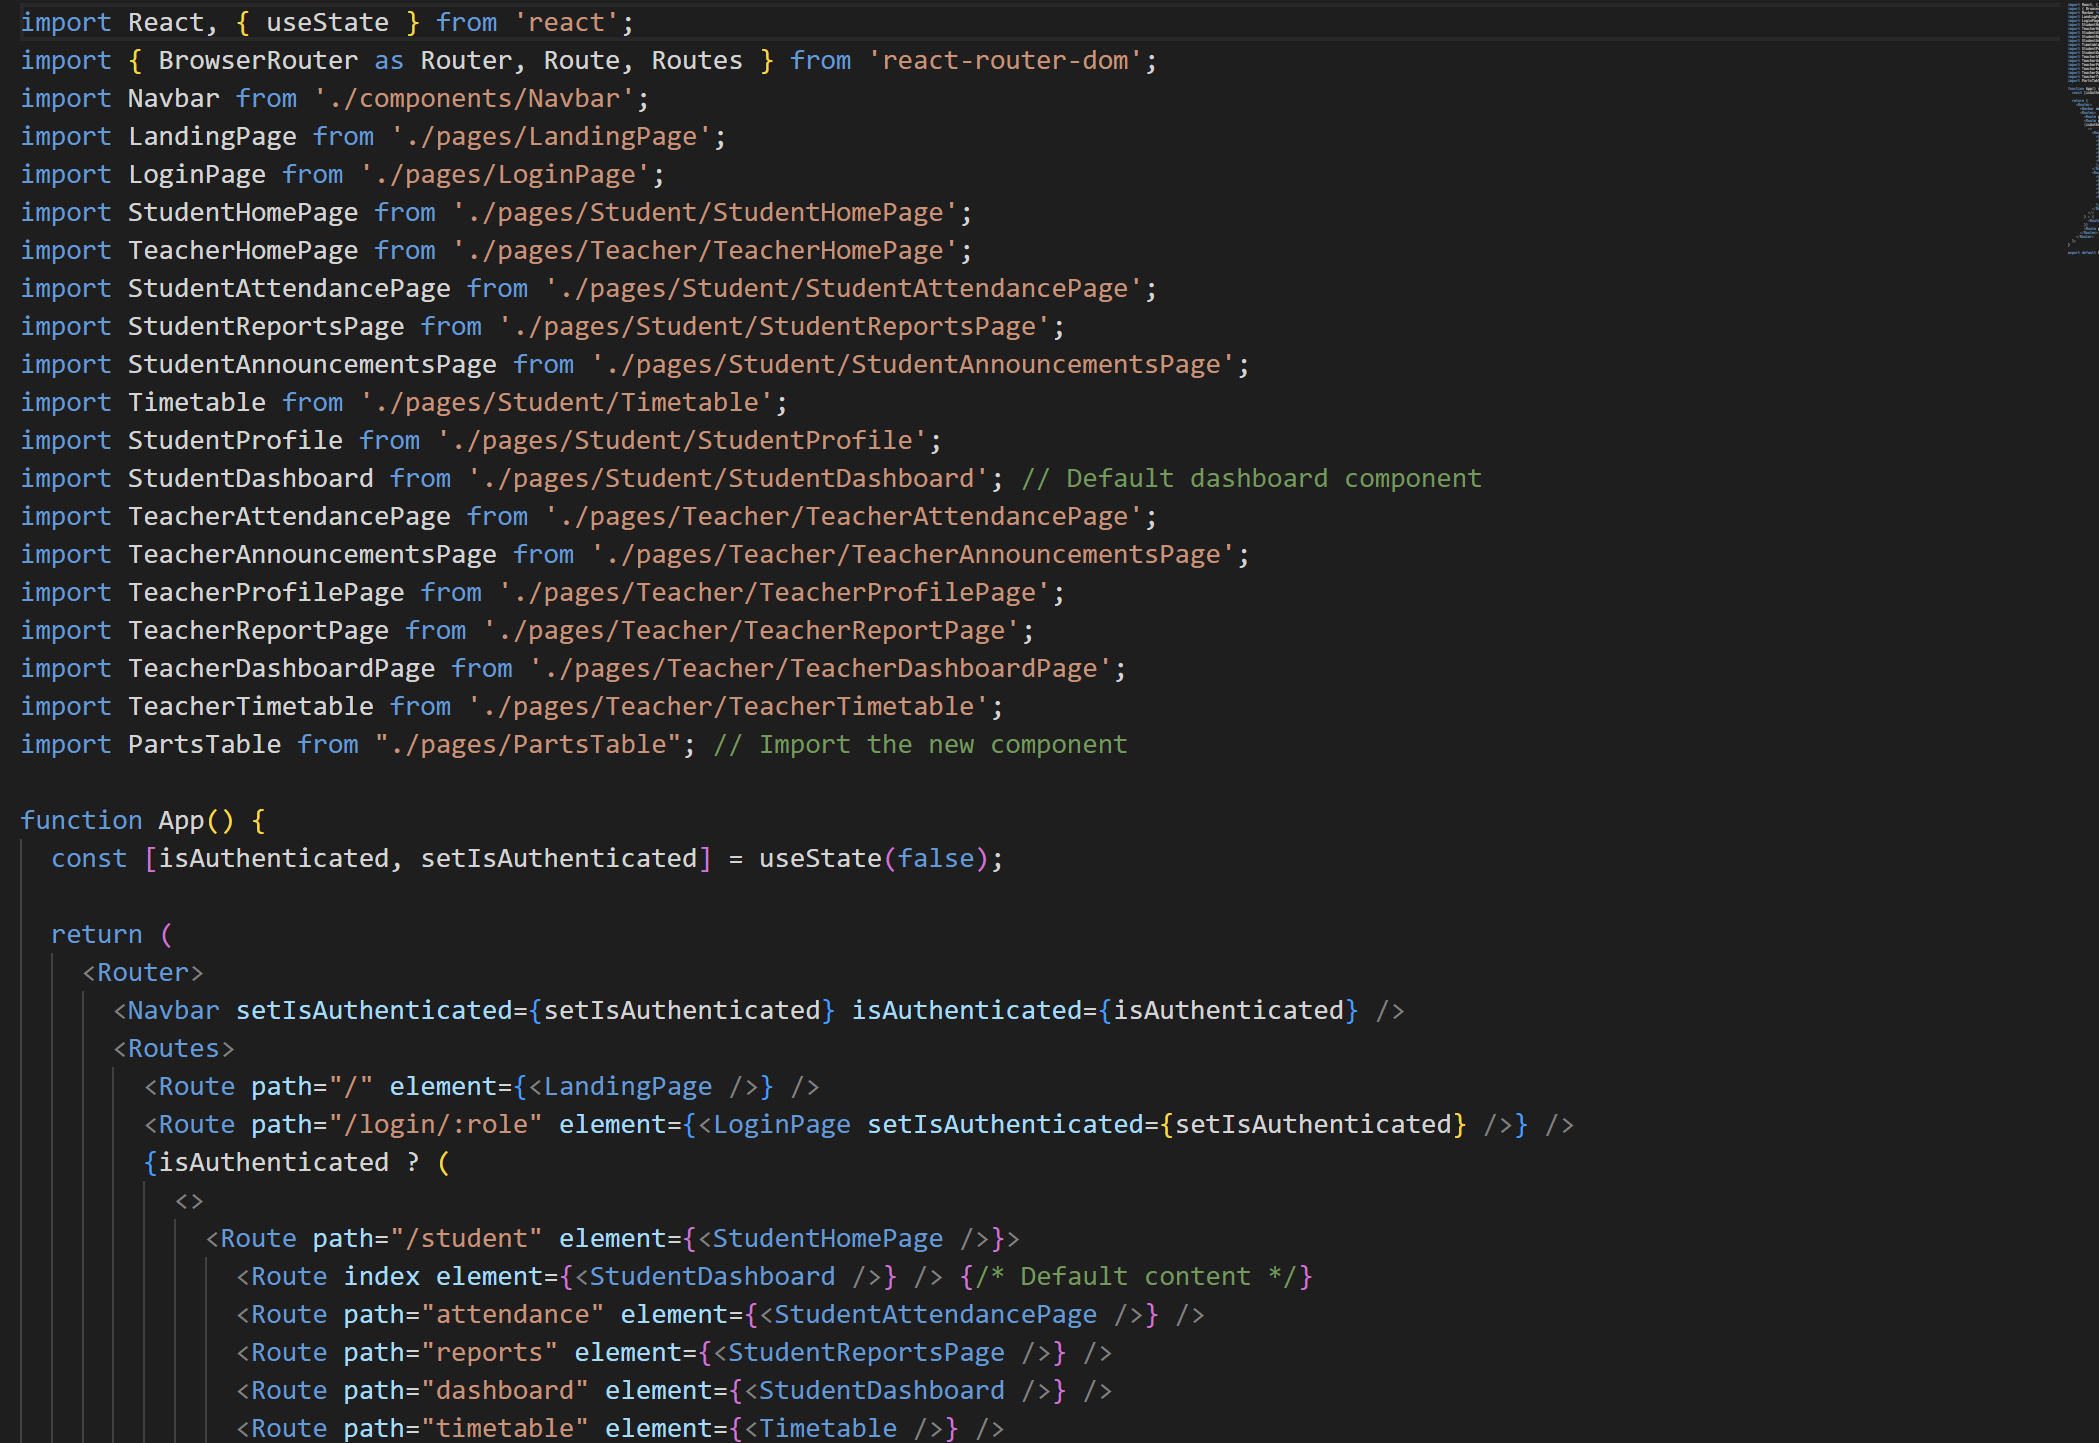 import React, { useState } from 'react';
import { BrowserRouter as Router, Route, Routes } from 'react-router-dom';
import Navbar from './components/Navbar';
import LandingPage from './pages/LandingPage';
import LoginPage from './pages/LoginPage';
import StudentHomePage from './pages/Student/StudentHomePage';
import TeacherHomePage from './pages/Teacher/TeacherHomePage';
import StudentAttendancePage from './pages/Student/StudentAttendancePage';
import StudentReportsPage from './pages/Student/StudentReportsPage';
import StudentAnnouncementsPage from './pages/Student/StudentAnnouncementsPage';
import Timetable from './pages/Student/Timetable';
import StudentProfile from './pages/Student/StudentProfile';
import StudentDashboard from './pages/Student/StudentDashboard'; // Default dashboard component
import TeacherAttendancePage from './pages/Teacher/TeacherAttendancePage';
import TeacherAnnouncementsPage from './pages/Teacher/TeacherAnnouncementsPage';
import TeacherProfilePage from './pages/Teacher/TeacherProfilePage';
import TeacherReportPage from './pages/Teacher/TeacherReportPage';
import TeacherDashboardPage from './pages/Teacher/TeacherDashboardPage';
import TeacherTimetable from './pages/Teacher/TeacherTimetable';
import PartsTable from "./pages/PartsTable"; // Import the new component

function App() {
  const [isAuthenticated, setIsAuthenticated] = useState(false);

  return (
    <Router>
      <Navbar setIsAuthenticated={setIsAuthenticated} isAuthenticated={isAuthenticated} />
      <Routes>
        <Route path="/" element={<LandingPage />} />
        <Route path="/login/:role" element={<LoginPage setIsAuthenticated={setIsAuthenticated} />} />
        {isAuthenticated ? (
          <>
            <Route path="/student" element={<StudentHomePage />}>
              <Route index element={<StudentDashboard />} /> {/* Default content */}
              <Route path="attendance" element={<StudentAttendancePage />} />
              <Route path="reports" element={<StudentReportsPage />} />
              <Route path="dashboard" element={<StudentDashboard />} />
              <Route path="timetable" element={<Timetable />} />